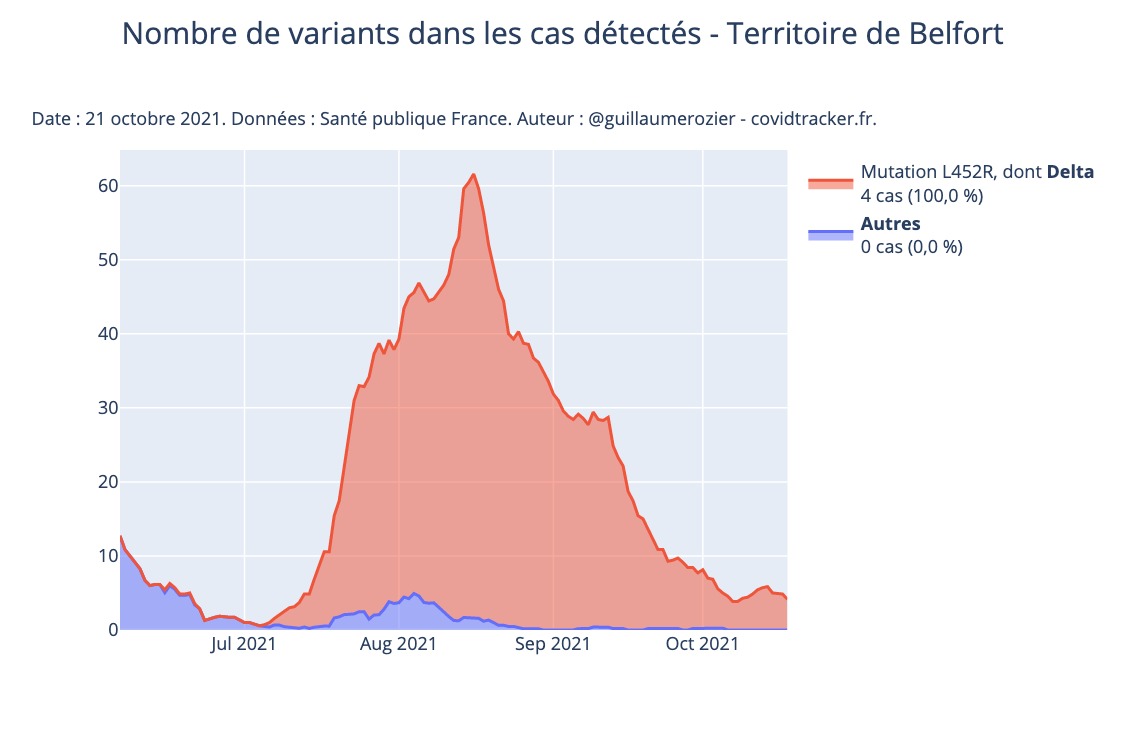 Nombre de variants dans les cas détectés - Territoire de Belfort
Date : 21 octobre 2021. Données : Santé publique France. Auteur : @guillaumerozier - covidtracker.fr.
Mutation L452R, dont Delta
4 cas (100,0 %)
Autres
0 cas (0,0 %)
60
50
40
30
20
10
0
Jul 2021
Aug 2021
Sep 2021
Oct 2021